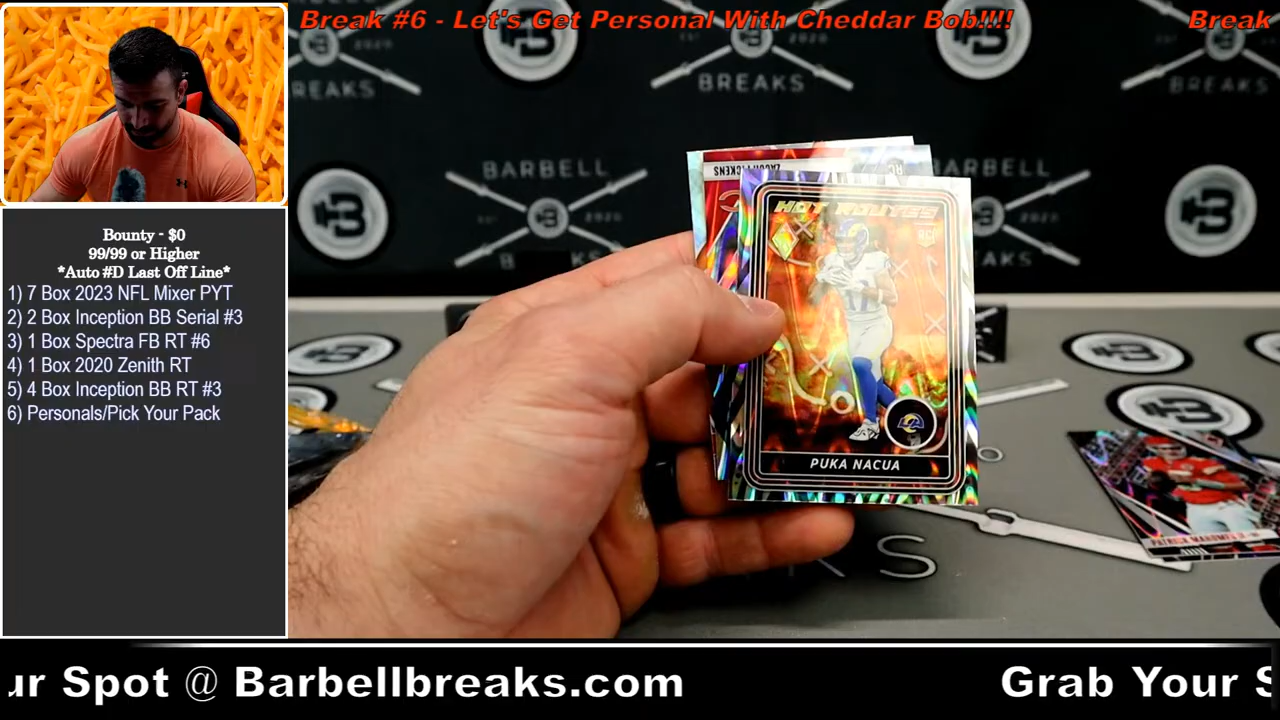 Break #6 - Let's Get Personal With Cheddar Bob!!!!
Break
BREAKS
BREAKS
BARBELL
Bounty - $0
99/99 or Higher
*Auto #D Last Off Line*
1) 7 Box 2023 NFL Mixer PYT
2) 2 Box Inception BB Serial #3
3) 1 Box Spectra FB RT #6
4) 1 Box 2020 Zenith RT
5) 4 Box Inception BB RT #3
6) Personals/Pick Your Pack
RC
HOT ROUTES
LA
PUKA NACUA
ur Spot @ Barbellbreaks.com
Grab Your S